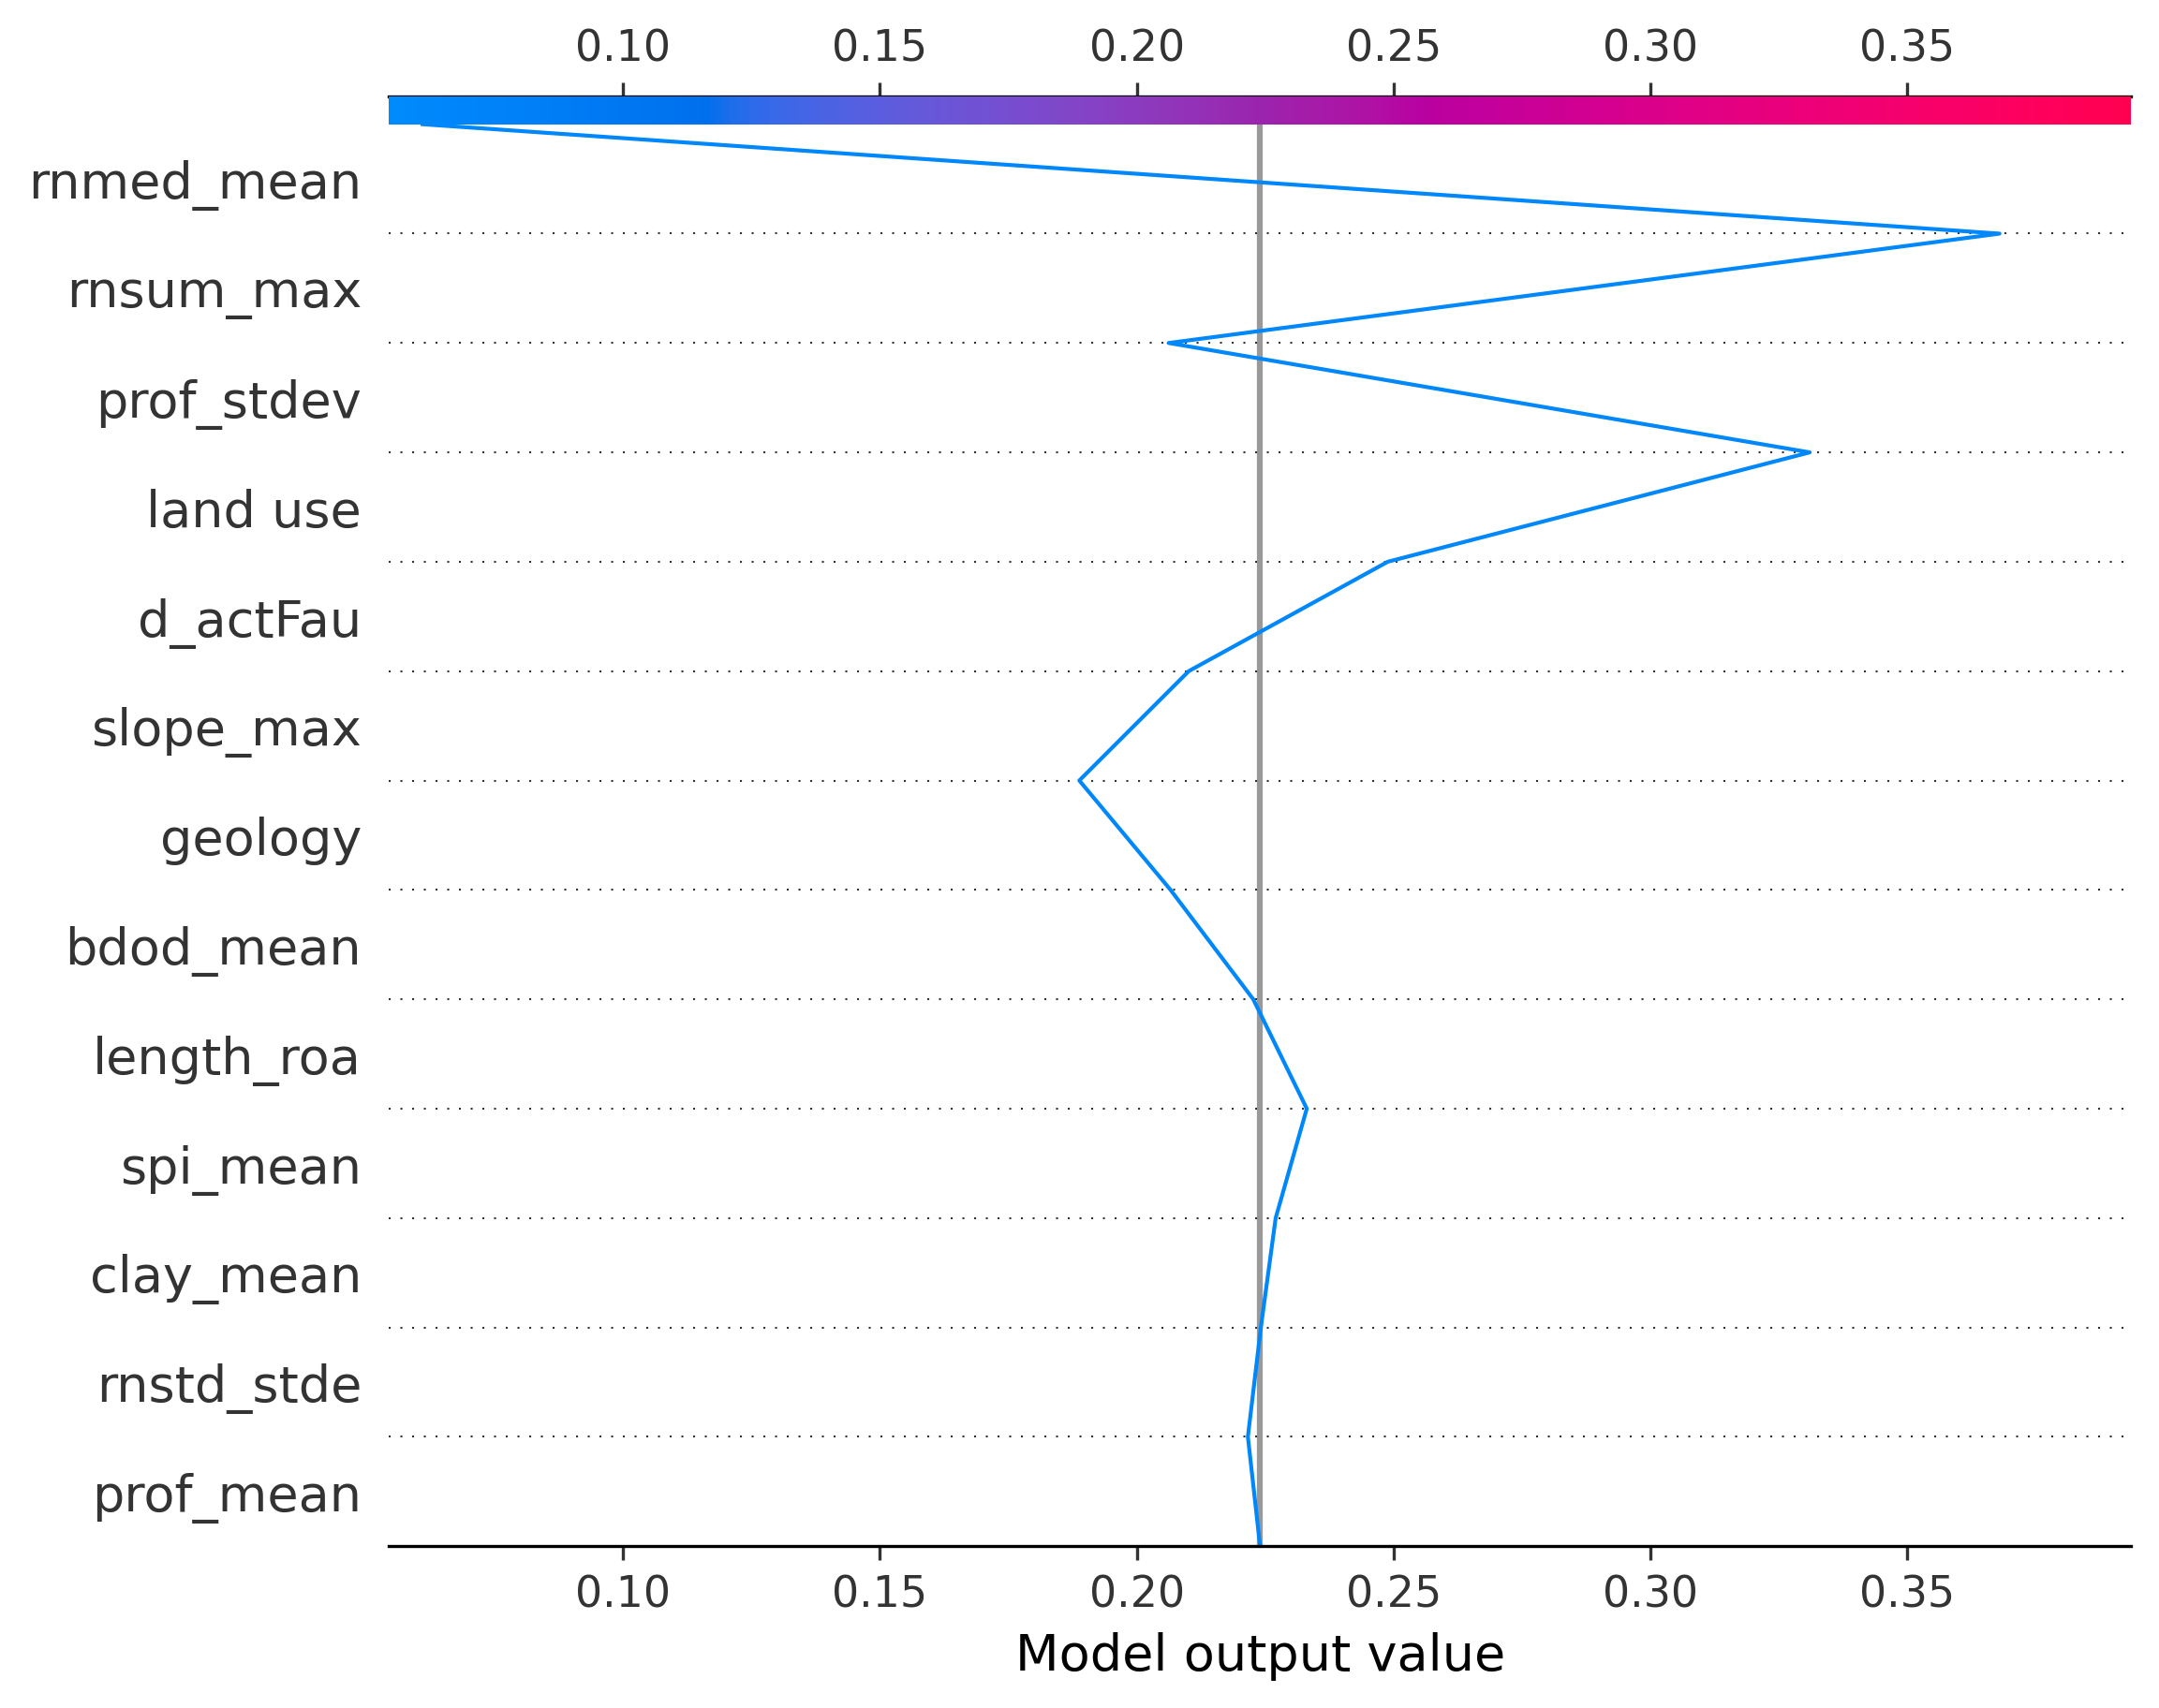 0.10 0.15 0.20 0.25 0.30 0.35
rnmed_mean
rnsum_max
prof_stdev
land use
d_actFau
slope_max
geology
bdod_mean
length_roa
spi_mean
clay_mean
rnstd_stde
prof_mean
0.10 0.15 0.20 0.25 0.30 0.35
Model output value